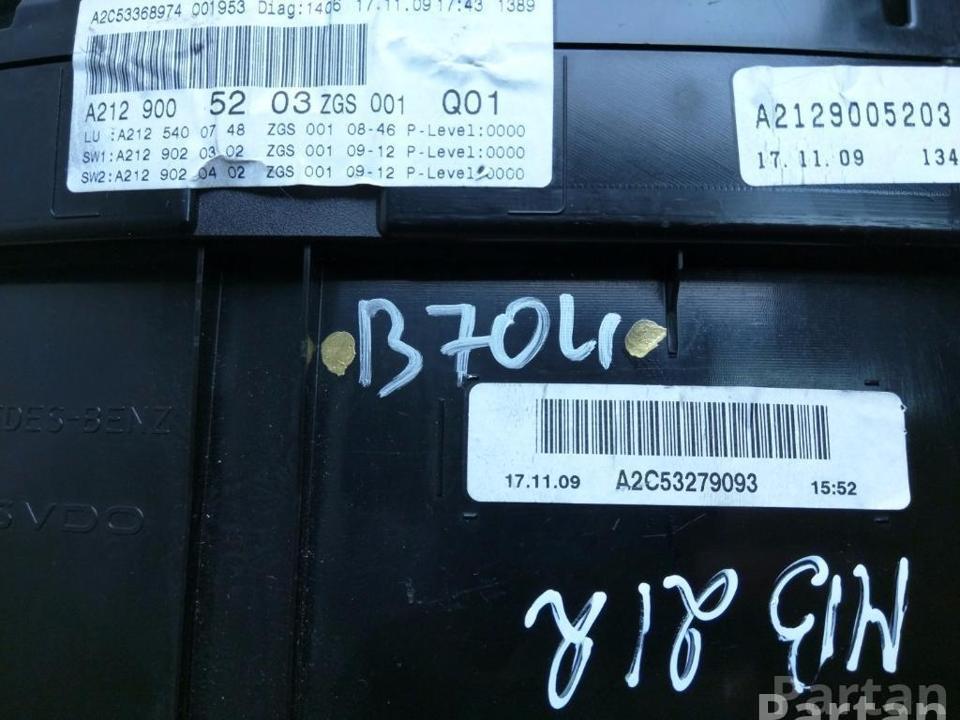 A2C53368974 001953 Diag:1406 17.11.09 17:43 1389
A212 900 52 03 ZGS 001 Q01
LU :A212 540 07 48 ZGS 001 08-46 P-Level:0000
SW1:A212 902 03 02 ZGS 001 09-12 P-Level:0000
SW2:A212 902 04 02 ZGS 001 09-12 P-Level:0000
A2129005203
17.11.09 134
B704
DES-BENZ
VDO
17.11.09 A2C53279093 15:52
Partan
Partan